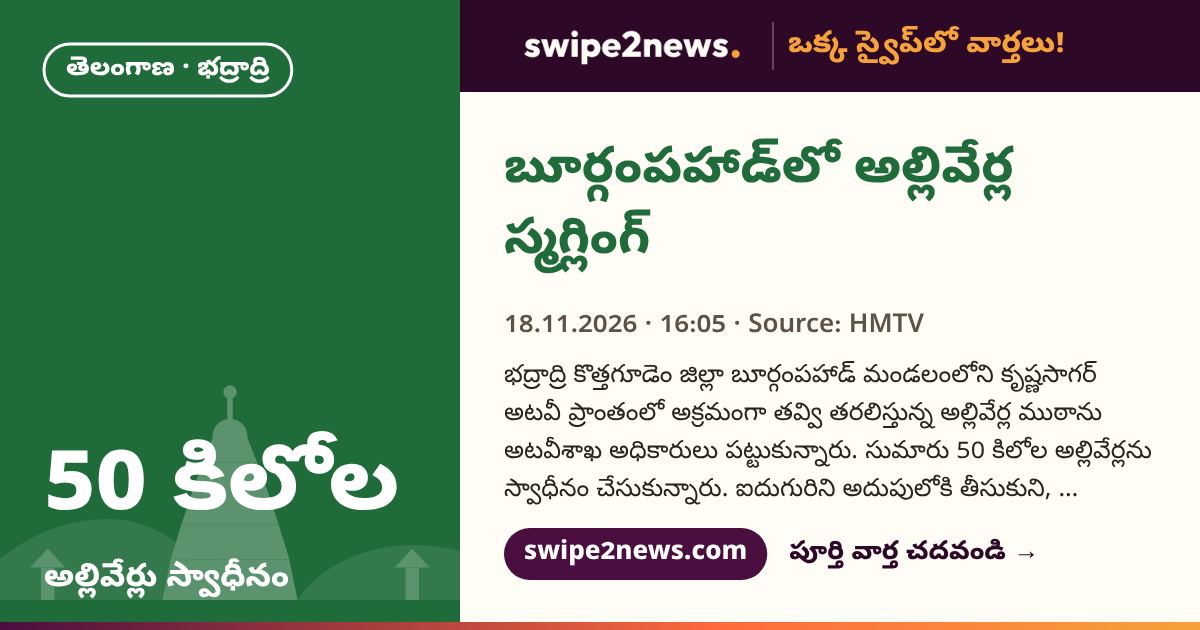 తెలంగాణ · భద్రాద్రి
50 కిలోల
అల్లివేర్లు స్వాధీనం
swipe2news.
ఒక్క స్వైప్‌లో వార్తలు!
బూర్గంపహాడ్‌లో అల్లివేర్ల
స్మగ్లింగ్
18.11.2026 · 16:05 · Source: HMTV
భద్రాద్రి కొత్తగూడెం జిల్లా బూర్గంపహాడ్ మండలంలోని కృష్ణసాగర్
అటవీ ప్రాంతంలో అక్రమంగా తవ్వి తరలిస్తున్న అల్లివేర్ల ముఠాను
అటవీశాఖ అధికారులు పట్టుకున్నారు. సుమారు 50 కిలోల అల్లివేర్లను
స్వాధీనం చేసుకున్నారు. ఐదుగురిని అదుపులోకి తీసుకుని, ...
swipe2news.com
పూర్తి వార్త చదవండి →